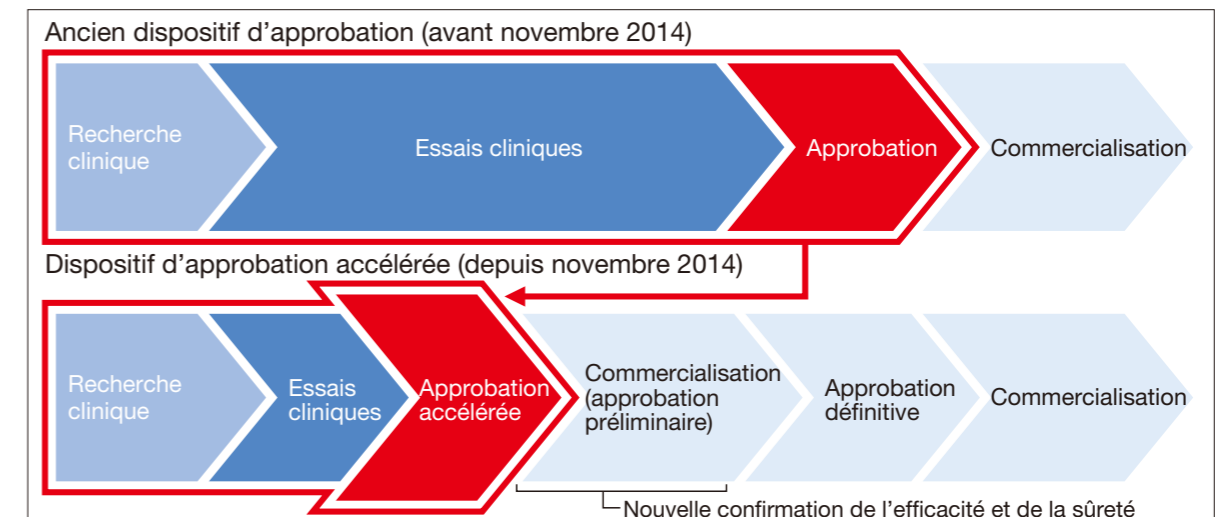 Ancien dispositif d’approbation (avant novembre 2014)
Recherche
clinique
Essais cliniques
Approbation
Commercialisation
Dispositif d’approbation accélérée (depuis novembre 2014)
Recherche
clinique
Essais
cliniques
Approbation
accélérée
Commercialisation
(approbation
préliminaire)
Approbation
définitive
Commercialisation
Nouvelle confirmation de l’efficacité et de la sûreté